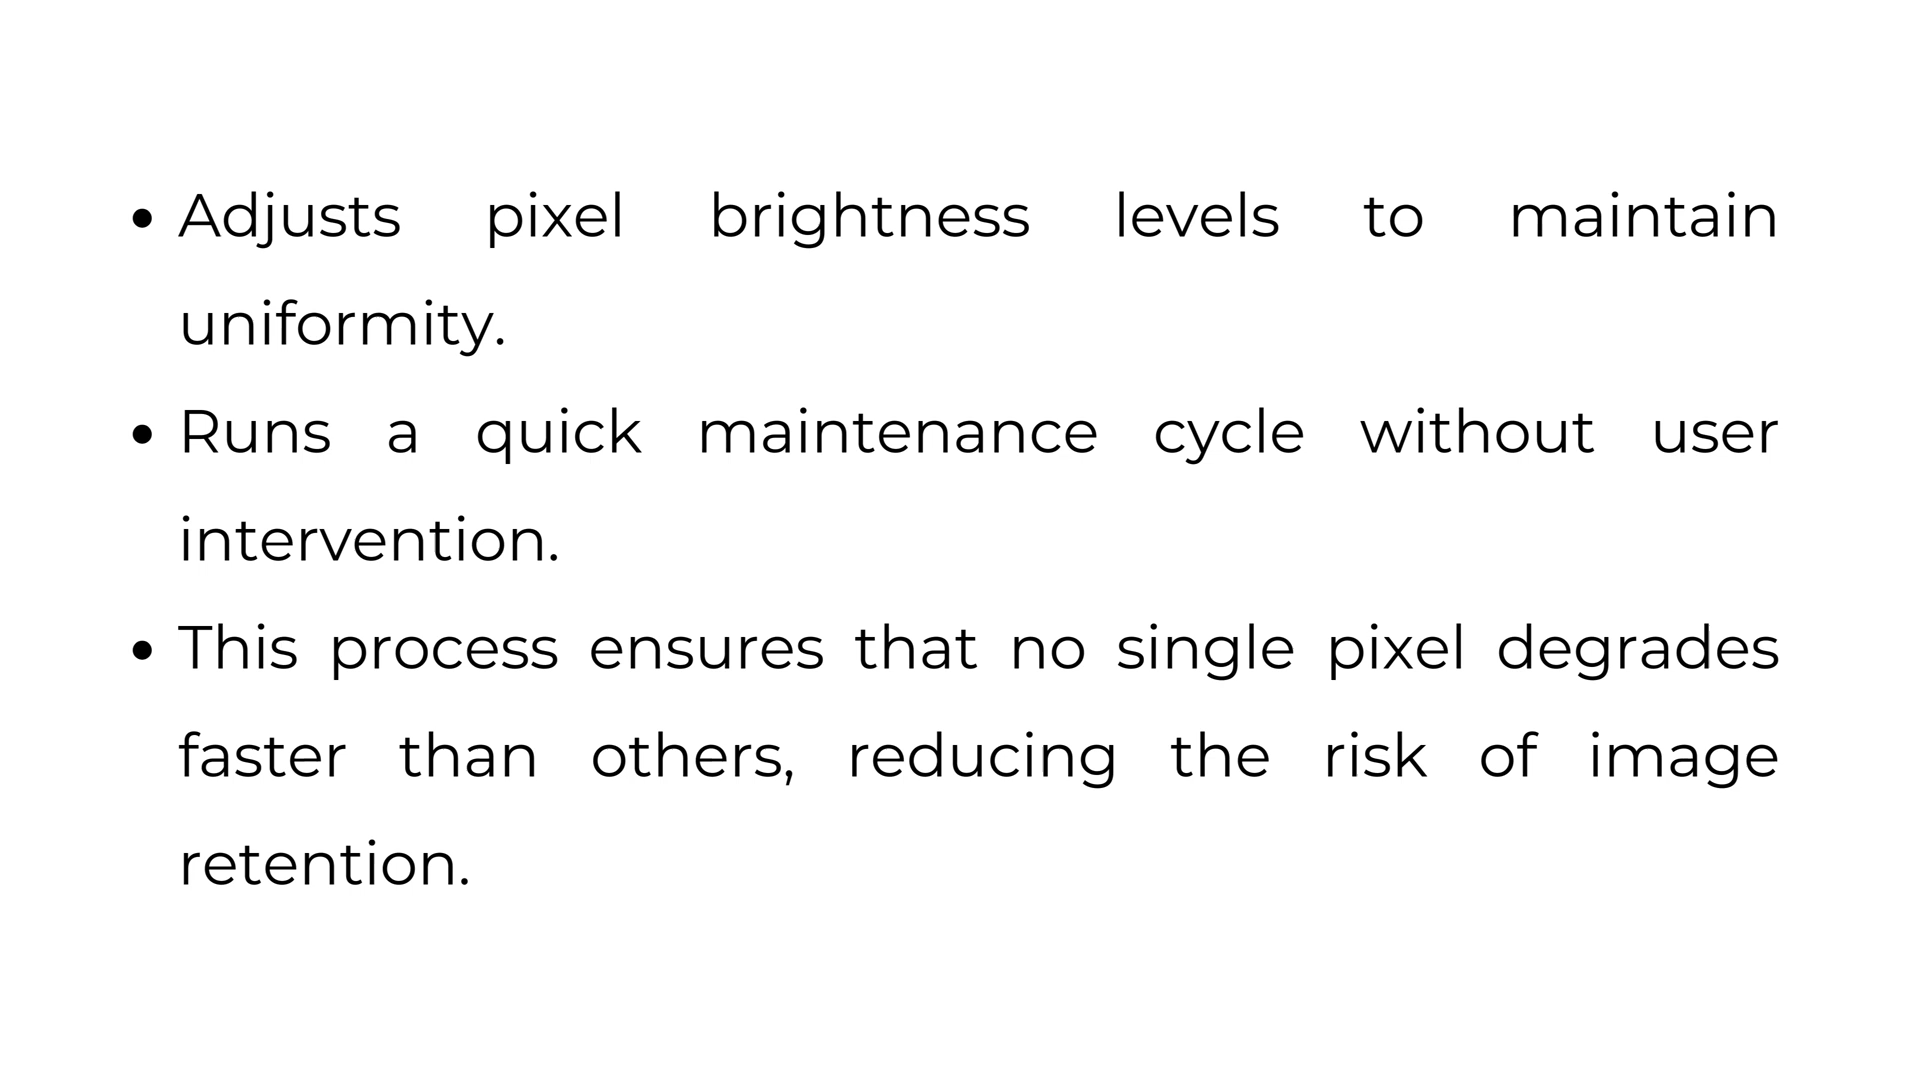 • Adjusts pixel brightness levels to maintain
uniformity.
• Runs a quick maintenance cycle without user
intervention.
• This process ensures that no single pixel degrades
faster than others, reducing the risk of image
retention.